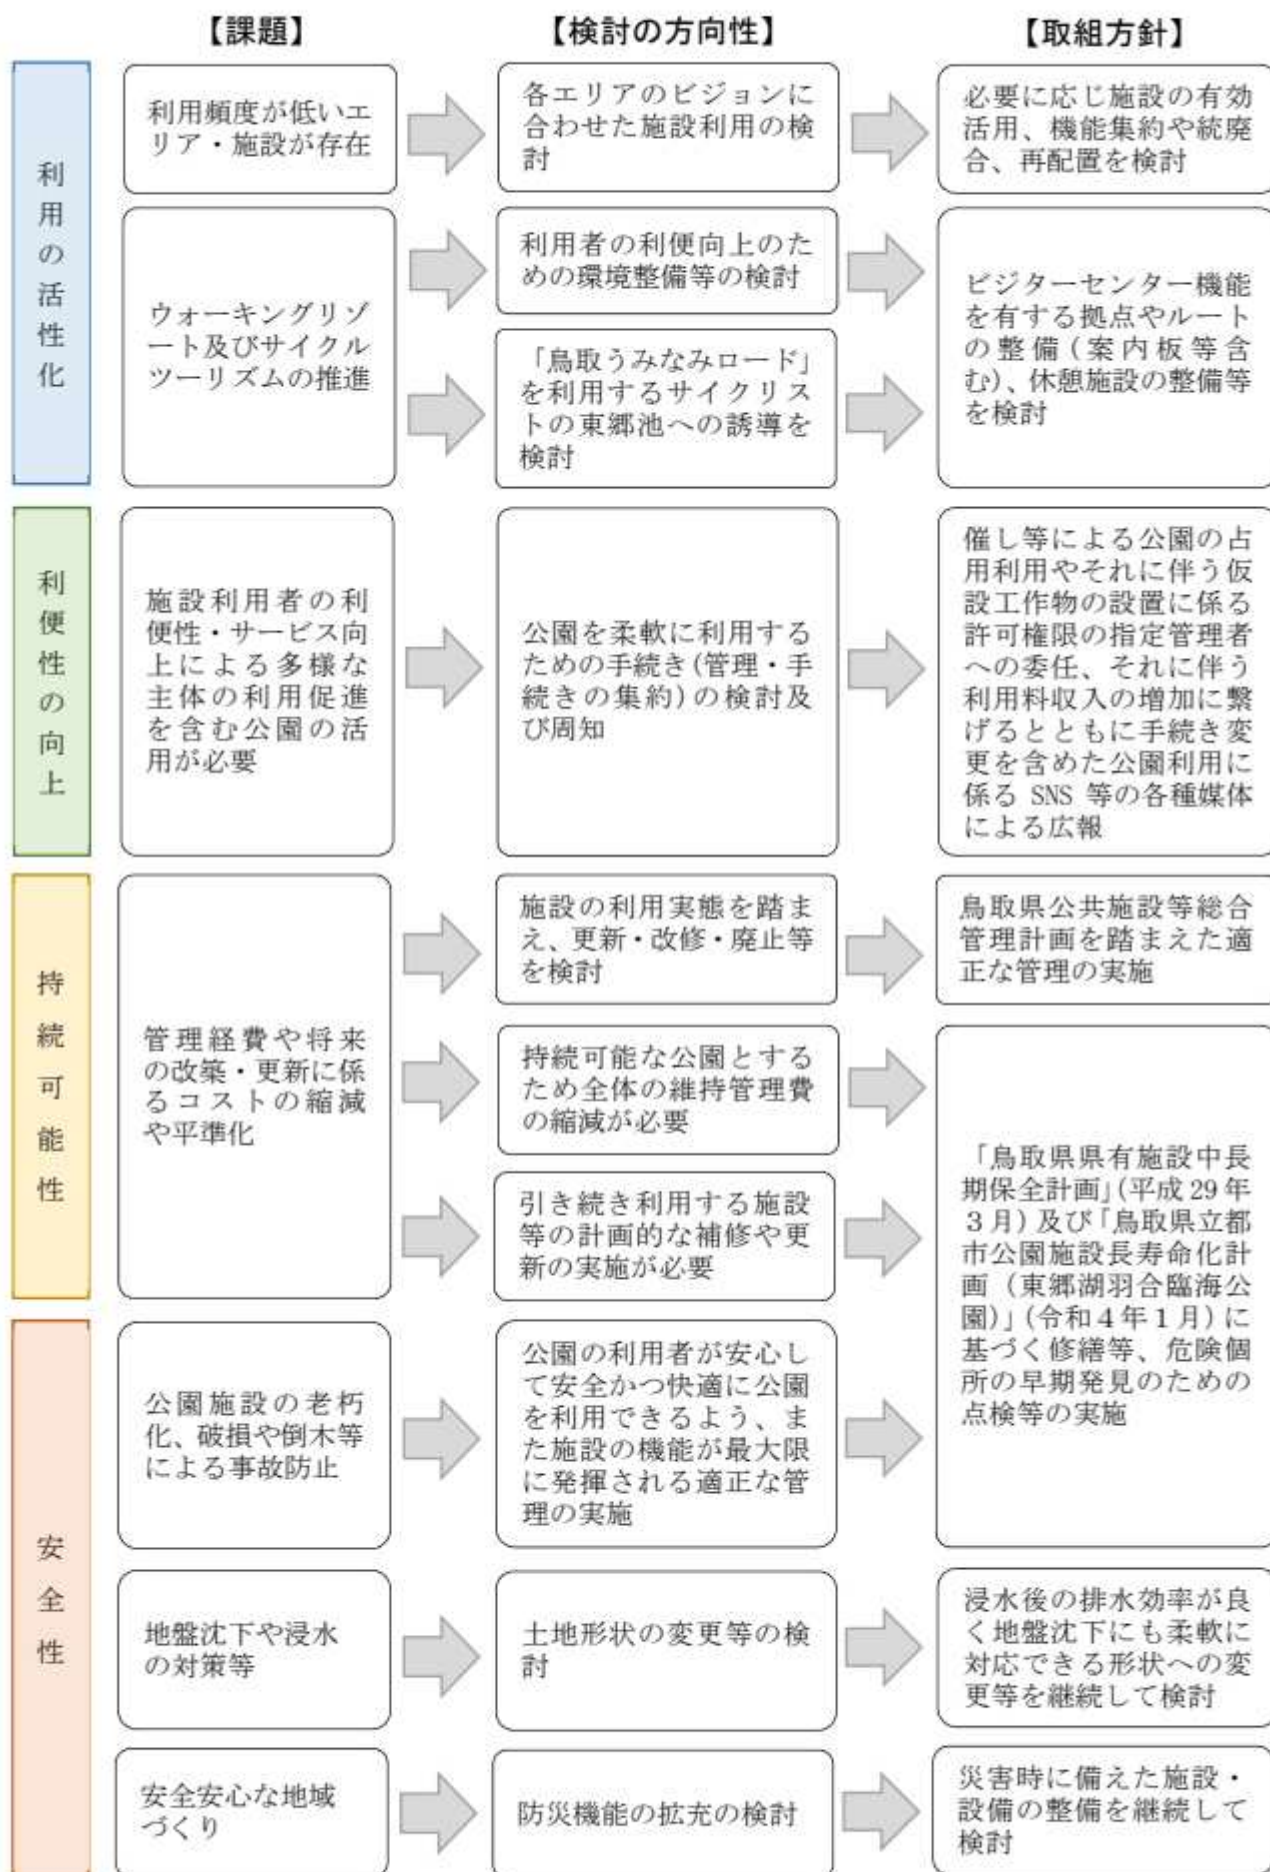 【課題】
【検討の方向性】
【取組方針】
利用の活性化
利用頻度が低いエ
リア・施設が存在
各エリアのビジョンに
合わせた施設利用の検
討
必要に応じ施設の有効
活用、機能集約や統廃
合、再配置を検討
ウォーキングリゾ
ート及びサイクル
ツーリズムの推進
利用者の利便向上のた
めの環境整備等の検討
「鳥取うみなみロード」
を利用するサイクリス
トの東郷池への誘導を
検討
ビジターセンター機能
を有する拠点やルート
の整備(案内板等含
む)、休憩施設の整備等
を検討
利便性の向上
施設利用者の利
便性・サービス向
上による多様な
主体の利用促進
を含む公園の活
用が必要
公園を柔軟に利用する
ための手続き(管理・手
続きの集約)の検討及
び周知
催し等による公園の占
用利用やそれに伴う仮
設工作物の設置に係る
許可権限の指定管理者
への委任、それに伴う
利用料収入の増加に繋
げるとともに手続き変
更を含めた公園利用に
係る SNS 等の各種媒体
による広報
持続可能性
管理経費や将来
の改築・更新に係
るコストの縮減
や平準化
施設の利用実態を踏ま
え、更新・改修・廃止等
を検討
鳥取県公共施設等総合
管理計画を踏まえた適
正な管理の実施
持続可能な公園とする
ため全体の維持管理費
の縮減が必要
引き続き利用する施設
等の計画的な補修や更
新の実施が必要
「鳥取県県有施設中長
期保全計画」(平成 29 年
3月)及び「鳥取県立都
市公園施設長寿命化計
画(東郷湖羽合臨海公
園)」(令和4年1月)に
基づく修繕等、危険個
所の早期発見のための
点検等の実施
安全性
公園施設の老朽
化、破損や倒木等
による事故防止
公園の利用者が安心し
て安全かつ快適に公園
を利用できるよう、ま
た施設の機能が最大限
に発揮される適正な管
理の実施
地盤沈下や浸水
の対策等
土地形状の変更等の検
討
浸水後の排水効率が良
く地盤沈下にも柔軟に
対応できる形状への変
更等を継続して検討
安全安心な地域
づくり
防災機能の拡充の検討
災害時に備えた施設・
設備の整備を継続して
検討